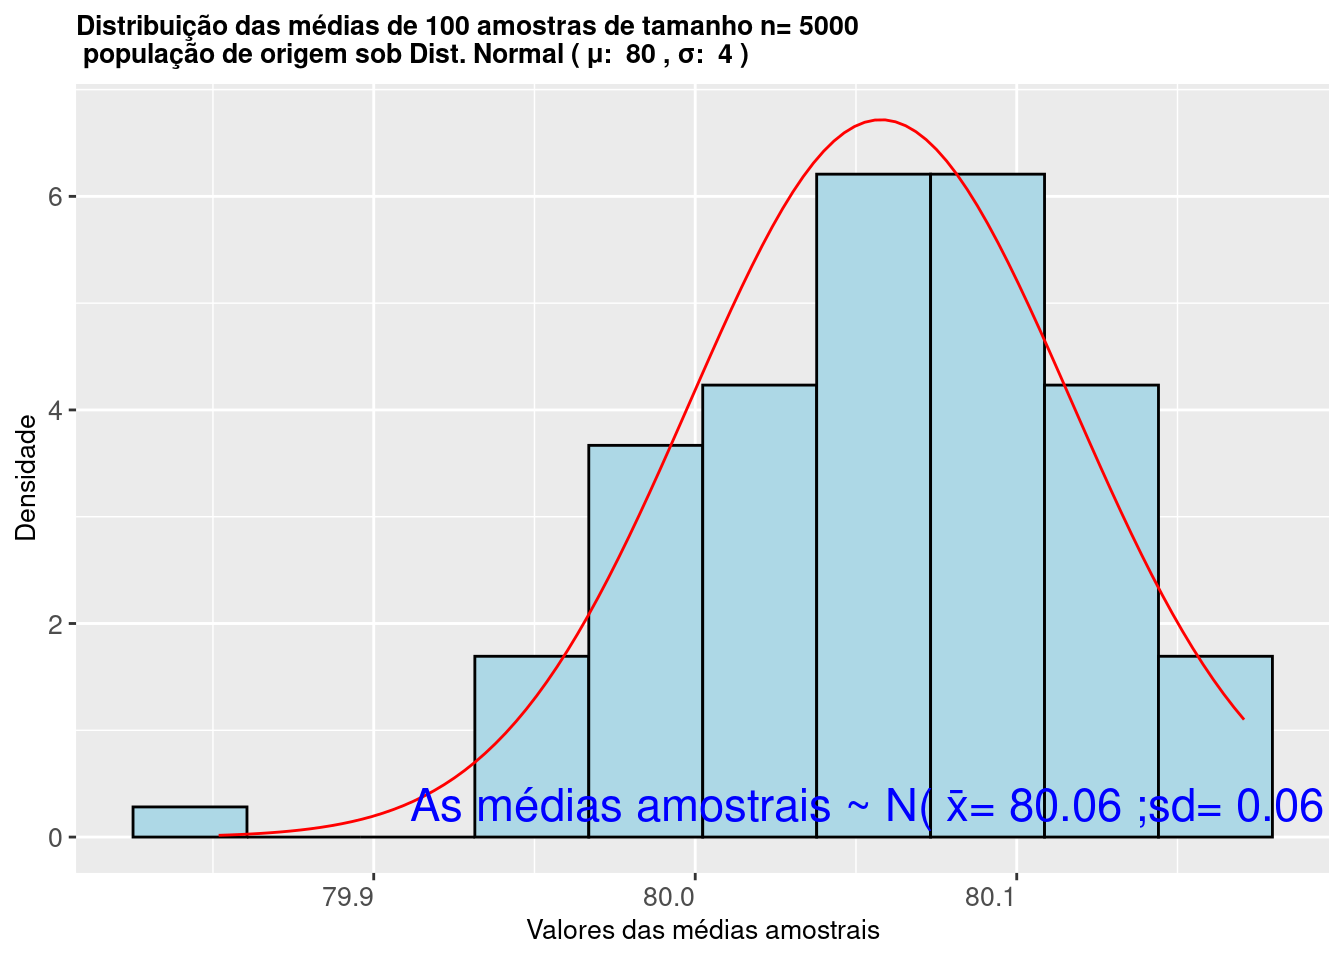 Distribuição das médias de 100 amostras de tamanho n= 5000
população de origem sob Dist. Normal ( μ:  80 , σ:  4 )
6
4
2
0
Densidade
As médias amostrais ~ N( x̄= 80.06 ;sd= 0.06
79.9
80.0
80.1
Valores das médias amostrais